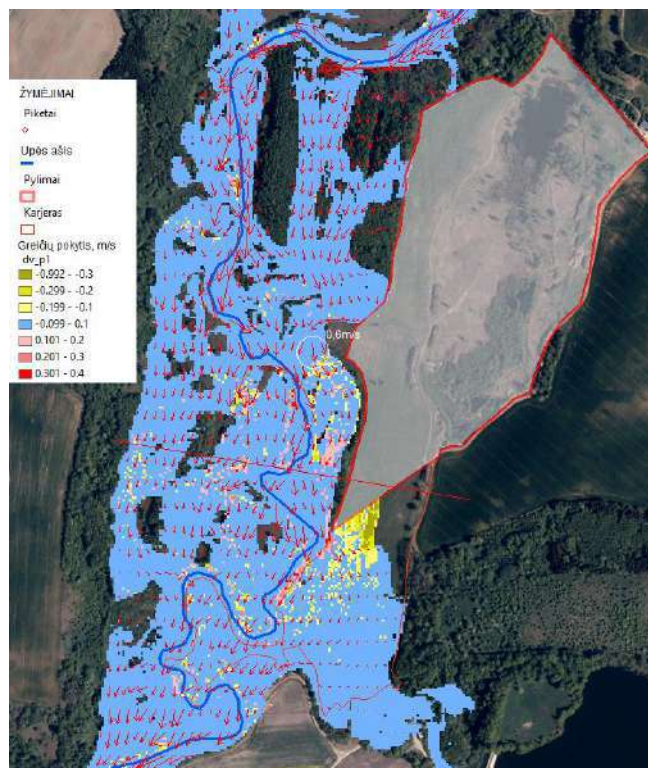 ŽYMĖJIMAI
Piketai
Upės ašis
Pylimai
Karjeras
Greičių pokytis, m/s
dv_p1
-0.992 - -0.3
-0.299 - -0.2
-0.199 - -0.1
-0.099 - 0.1
0.101 - 0.2
0.201 - 0.3
0.301 - 0.4
0,6m/s